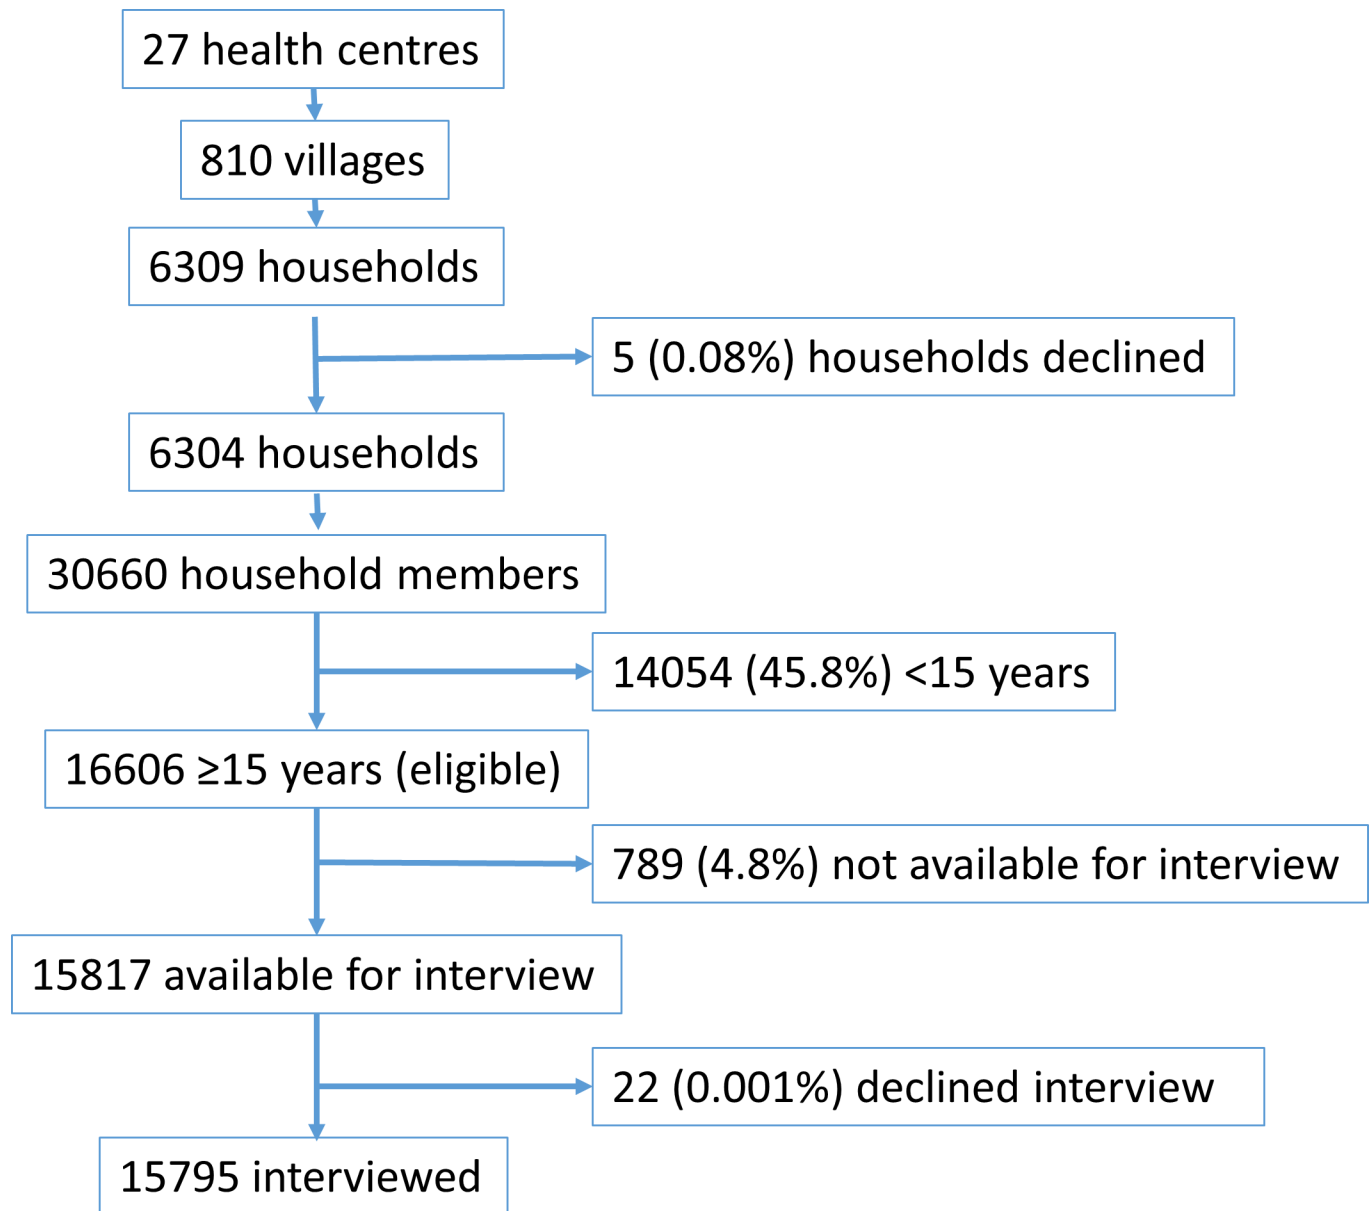 27 health centres
810 villages
6309 households
5 (0.08%) households declined
6304 households
30660 household members
14054 (45.8%) <15 years
16606 ≥15 years (eligible)
789 (4.8%) not available for interview
15817 available for interview
22 (0.001%) declined interview
15795 interviewed